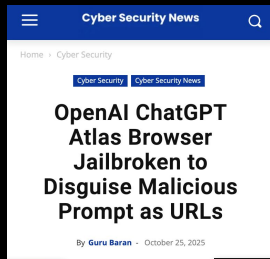 Cyber Security News
Home › Cyber Security
Cyber Security Cyber Security News
OpenAI ChatGPT
Atlas Browser
Jailbroken to
Disguise Malicious
Prompt as URLs
By Guru Baran - October 25, 2025